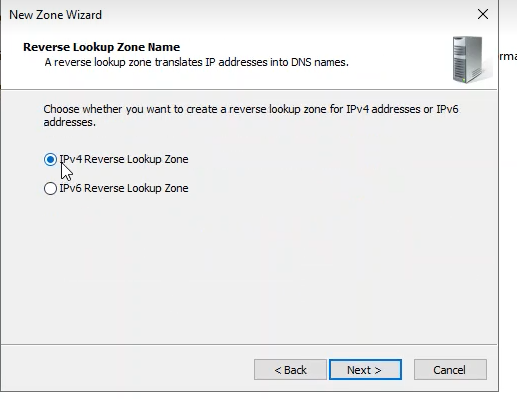 New Zone Wizard
Reverse Lookup Zone Name
A reverse lookup zone translates IP addresses into DNS names.
Choose whether you want to create a reverse lookup zone for IPv4 addresses or IPv6
addresses.
IPv4 Reverse Lookup Zone
IPv6 Reverse Lookup Zone
< Back
Next >
Cancel